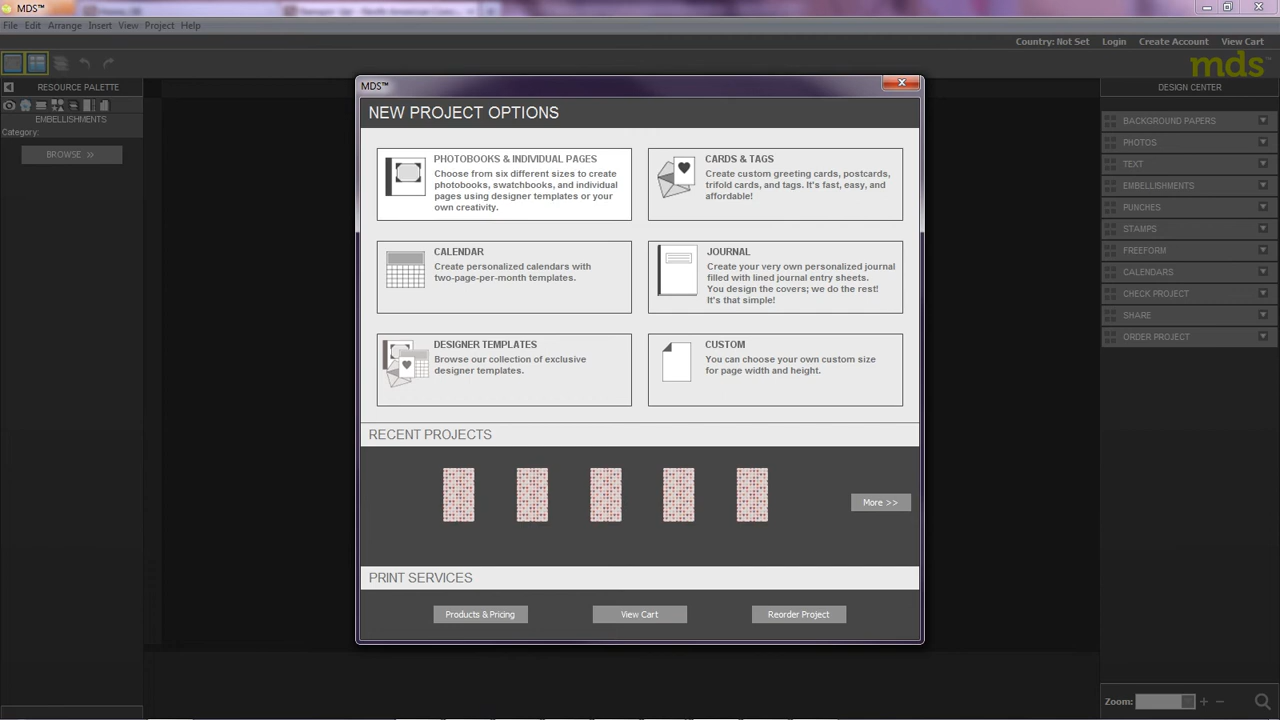 MDS™
File Edit Arrange Insert View Project Help
Country: Not Set Login Create Account View Cart
mds™
RESOURCE PALETTE
EMBELLISHMENTS
Category:
BROWSE >>
MDS™
NEW PROJECT OPTIONS
PHOTOBOOKS & INDIVIDUAL PAGES
Choose from six different sizes to create
photobooks, swatchbooks, and individual
pages using designer templates or your
own creativity.
CARDS & TAGS
Create custom greeting cards, postcards,
trifold cards, and tags. It's fast, easy, and
affordable!
CALENDAR
Create personalized calendars with
two-page-per-month templates.
JOURNAL
Create your very own personalized journal
filled with lined journal entry sheets.
You design the covers; we do the rest!
It's that simple!
DESIGNER TEMPLATES
Browse our collection of exclusive
designer templates.
CUSTOM
You can choose your own custom size
for page width and height.
RECENT PROJECTS
More >>
PRINT SERVICES
Products & Pricing
View Cart
Reorder Project
DESIGN CENTER
BACKGROUND PAPERS
PHOTOS
TEXT
EMBELLISHMENTS
PUNCHES
STAMPS
FREEFORM
CALENDARS
CHECK PROJECT
SHARE
ORDER PROJECT
Zoom: